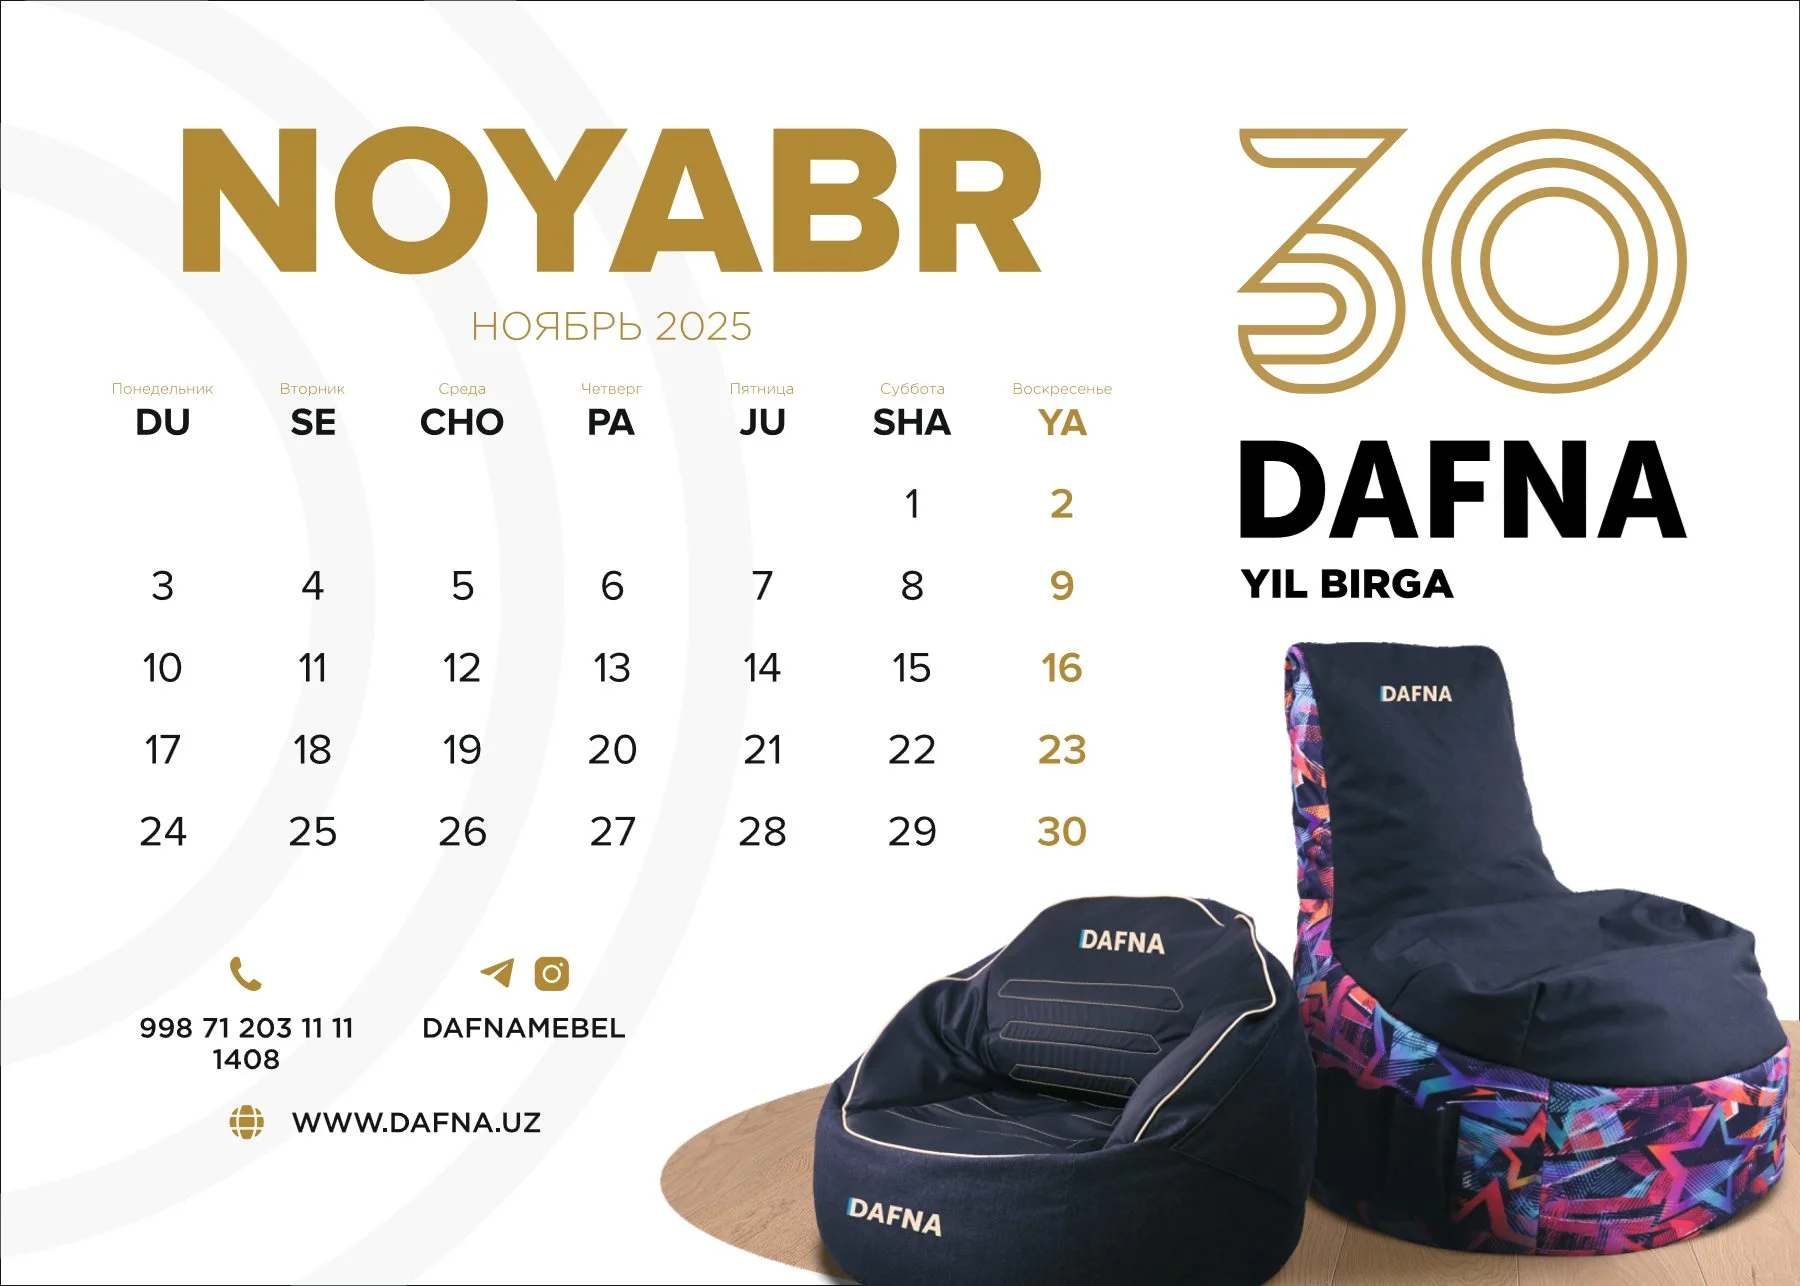 NOYABR
НОЯБРЬ 2025
Понедельник Вторник Среда Четверг Пятница Суббота Воскресенье
DU SE CHO PA JU SHA YA
1 2
3 4 5 6 7 8 9
10 11 12 13 14 15 16
17 18 19 20 21 22 23
24 25 26 27 28 29 30
998 71 203 11 11
1408
DAFNAMEBEL
WWW.DAFNA.UZ
30
DAFNA
YIL BIRGA
DAFNA
DAFNA
DAFNA